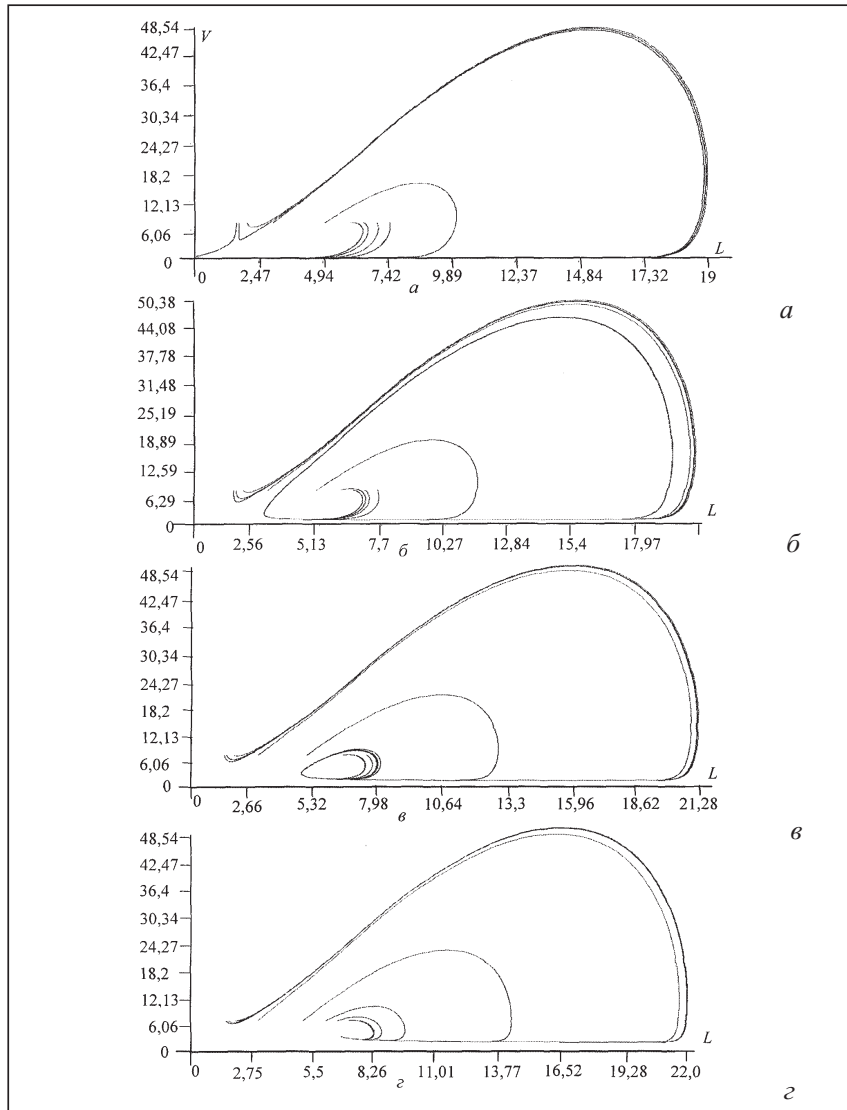 48,54
V
42,47
36,4
30,34
24,27
18,2
12,13
6,06
0
L
0 2,47 4,94 7,42 9,89 12,37 14,84 17,32 19
а
а
50,38
44,08
37,78
31,48
25,19
18,89
12,59
6,29
0
L
0 2,56 5,13 7,7 10,27 12,84 15,4 17,97
б
б
48,54
42,47
36,4
30,34
24,27
18,2
12,13
6,06
0
L
0 2,66 5,32 7,98 10,64 13,3 15,96 18,62 21,28
в
в
48,54
42,47
36,4
30,34
24,27
18,2
12,13
6,06
0
L
0 2,75 5,5 8,26 11,01 13,77 16,52 19,28 22,0
г
г